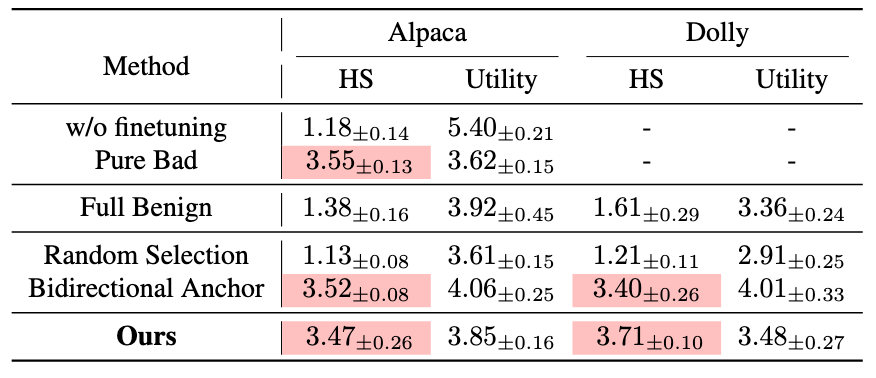 Method Alpaca Dolly
HS Utility HS Utility
w/o finetuning 1.18±0.14 5.40±0.21 - -
Pure Bad 3.55±0.13 3.62±0.15 - -
Full Benign 1.38±0.16 3.92±0.45 1.61±0.29 3.36±0.24
Random Selection 1.13±0.08 3.61±0.15 1.21±0.11 2.91±0.25
Bidirectional Anchor 3.52±0.08 4.06±0.25 3.40±0.26 4.01±0.33
Ours 3.47±0.26 3.85±0.16 3.71±0.10 3.48±0.27